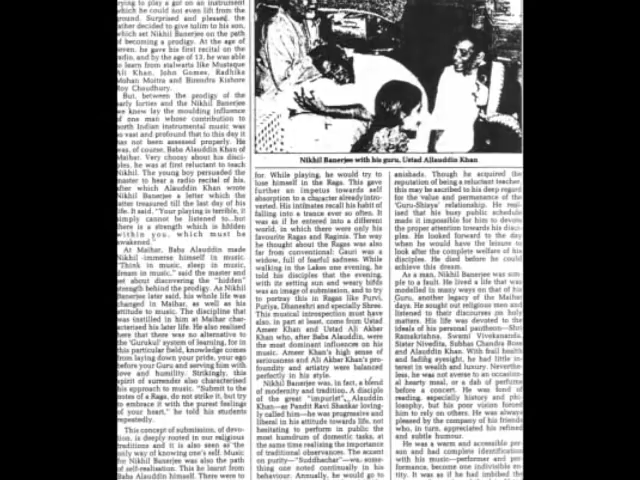 trying to play a gat on an instrument
which he could not even lift from the
ground. Surprised and pleased, the
father decided to give talim to his son,
which set Nikhil Banerjee on the path
of becoming a prodigy. At the age of
seven, he gave his first recital on the
radio, and by the age of 13, he was able
to learn from stalwarts like Mustaque
Ali Khan, John Gomes, Radhika
Mohan Moitra and Birendra Kishore
Roy Choudhury.
But, between the prodigy of the
early forties and the Nikhil Banerjee
we knew lay the moulding influence
of one man whose contribution to
North Indian instrumental music was
so vast and profound that to this day it
has not been assessed properly. He
was, of course, Baba Alauddin Khan of
Maihar. Very choosy about his disci-
ples, he was at first reluctant to teach
Nikhil. The young boy persuaded the
master to hear a radio recital of his,
after which Alauddin Khan wrote
Nikhil Banerjee a letter which the
latter treasured till the last day of his
life. It said, "Your playing is terrible, it
simply cannot be listened to...but
there is a strength which is hidden
within you, which must be
awakened."
At Maihar, Baba Alauddin made
Nikhil immerse himself in music.
"Think in music, sleep in music,
dream in music," said the master and
set about discovering the "hidden"
strength behind the prodigy. As Nikhil
Banerjee later said, his whole life was
changed in Maihar, as well as his
attitude to music. The discipline that
was instilled in him at Maihar char-
acterised his later life. He also realised
here that there was no alternative to
the 'Gurukul' system of learning, for in
this particular field, knowledge comes
from laying down your pride, your ego
before your Guru and serving him with
love and humility. Strikingly, this
spirit of surrender also characterised
his approach to music. "Submit to the
notes of a Raga, do not strike it, but try
to embrace it with the purest feelings
of your heart," he told his students
repeatedly.
This concept of submission, of devo-
tion, is deeply rooted in our religious
traditions and it is also seen as the
only way of knowing one's self. Music
for Nikhil Banerjee was also the path
of self-realisation. This he learnt from
Baba Alauddin himself. There were to
Nikhil Banerjee with his guru, Ustad Allauddin Khan
for. While playing, he would try to
lose himself in the Raga. This gave
further an impetus towards self
absorption to a character already intro-
verted. His intimates recall his habit of
falling into a trance ever so often. It
was as if he entered into a different
world, in which there were only his
favourite Ragas and Raginis. The way
he thought about the Ragas was also
far from conventional: Gauri was a
widow, full of fearful sadness. While
walking in the Lakes one evening, he
told his disciples that the evening,
with its setting sun and weary birds
was an image of submission, and to try
to portray this in Ragas like Purvi,
Puriya, Dhaneshri and specially Shree.
This musical introspection must have
also, in part at least, come from Ustad
Ameer Khan and Ustad Ali Akbar
Khan who, after Baba Alauddin, were
the most dominant influences on his
music. Ameer Khan's high sense of
seriousness and Ali Akbar Khan's pro-
fundity and artistry were balanced
perfectly in his style.
Nikhil Banerjee was, in fact, a blend
of modernity and tradition. A disciple
of the great "impurist", Alauddin
Khan—as Pandit Ravi Shankar loving-
ly called him—he was progressive and
liberal in his attitude towards life, not
hesitating to perform in public the
most humdrum of domestic tasks, at
the same time realising the importance
of traditional observances. The accent
on purity—"Suddhachar"—was some-
thing one noted continually in his
behaviour. Annually, he would go to
anishads. Though he acquired the
reputation of being a reluctant teacher,
this may be ascribed to his deep regard
for the value and permanence of the
'Guru-Shisya' relationship. He real-
ised that his busy public schedule
made it impossible for him to devote
the proper attention towards his disci-
ples. He looked forward to the day
when he would have the leisure to
look after the complete welfare of his
disciples. He died before he could
achieve this dream.
As a man, Nikhil Banerjee was sim-
ple to a fault. He lived a life that was
modelled in many ways on that of his
Guru, another legacy of the Maihar
days. He sought out religious men and
listened to their discourses on holy
matters. His life was devoted to the
ideals of his personal pantheon—Shri
Ramakrishna, Swami Vivekananda,
Sister Nivedita, Subhas Chandra Bose
and Alauddin Khan. With frail health
and failing eyesight, he had little in-
terest in wealth and luxury. Neverthe-
less, he was not averse to an occasion-
al hearty meal, or a dab of perfume
before a concert. He was fond of
reading, especially history and phi-
losophy, but his poor vision forced
him to rely on others. He was always
pleased by the company of his friends
who, in turn, appreciated his refined
and subtle humour.
He was a warm and accessible per-
son and had complete identification
with his music—performer and per-
formance, become one indivisible en-
tity. It was as if he had imbibed the